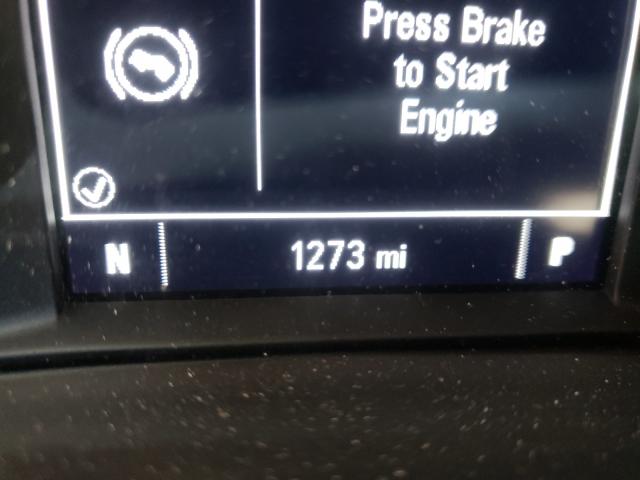 Press Brake
to Start
Engine
N 1273 mi P